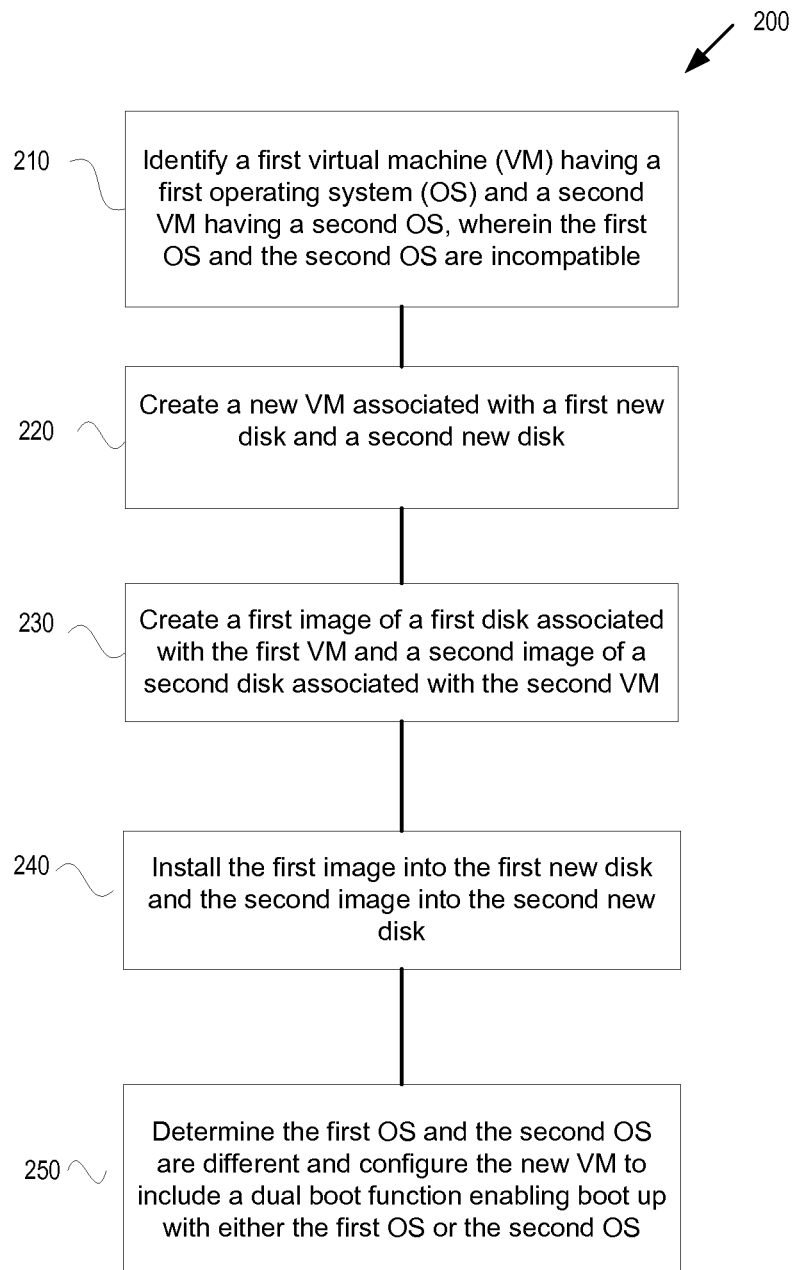 200
210
Identify a first virtual machine (VM) having a
first operating system (OS) and a second
VM having a second OS, wherein the first
OS and the second OS are incompatible
220
Create a new VM associated with a first new
disk and a second new disk
230
Create a first image of a first disk associated
with the first VM and a second image of a
second disk associated with the second VM
240
Install the first image into the first new disk
and the second image into the second new
disk
250
Determine the first OS and the second OS
are different and configure the new VM to
include a dual boot function enabling boot up
with either the first OS or the second OS